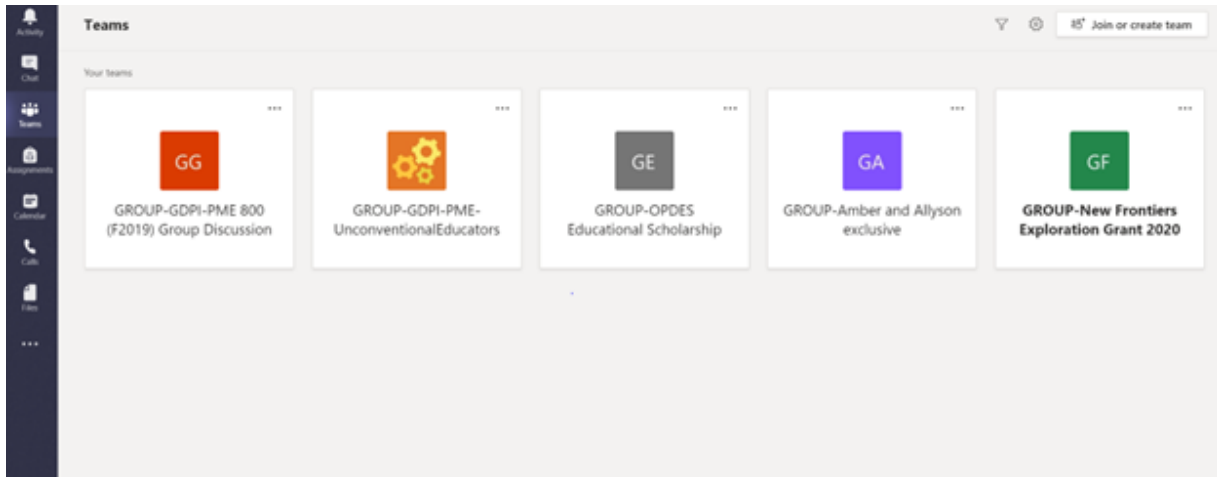 Activity
Teams
Join or create team
Chat
Your teams
Teams
Assignments
Calendar
Calls
Files
GG
GE
GA
GF
GROUP-GDPI-PME 800
(F2019) Group Discussion
GROUP-GDPI-PME-
UnconventionalEducators
GROUP-OPDES
Educational Scholarship
GROUP-Amber and Allyson
exclusive
GROUP-New Frontiers
Exploration Grant 2020